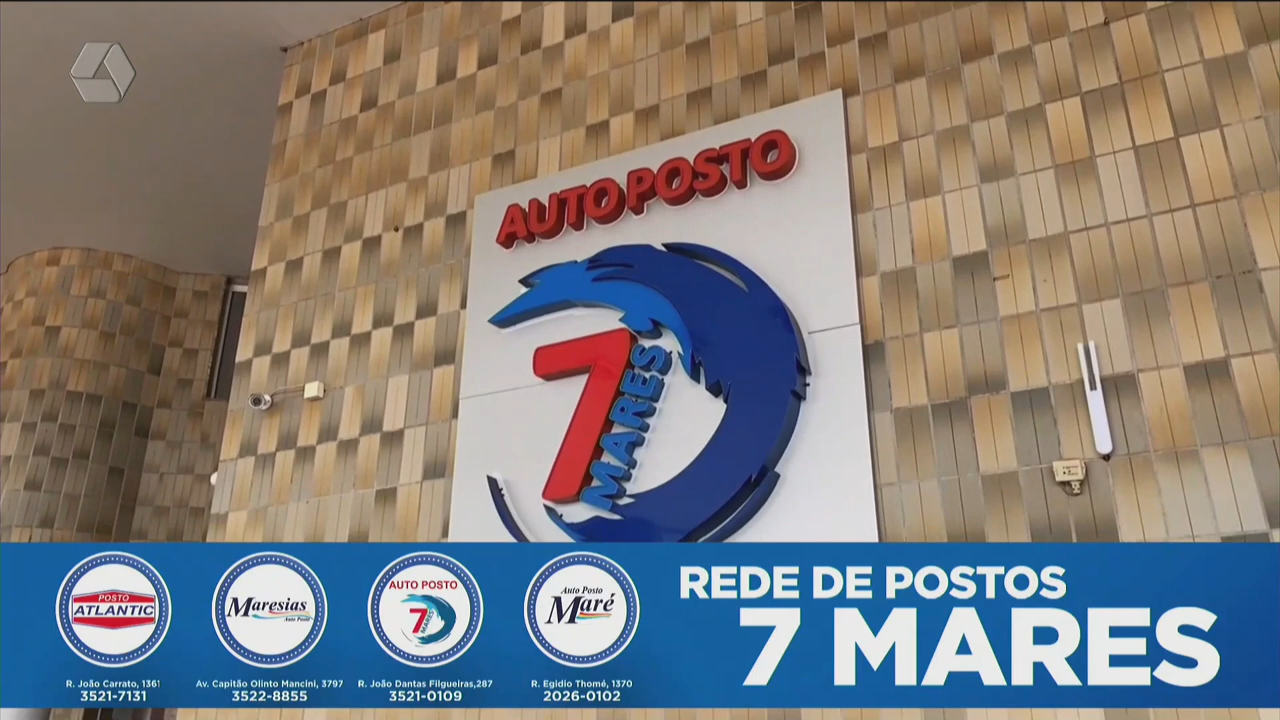 AUTO POSTO
7
MARES
POSTO
ATLANTIC
R. João Carrato, 1361
3521-7131
Maresias
Auto Posto
Av. Capitão Olinto Mancini, 3797
3522-8855
AUTO POSTO
7
MARES
R. João Dantas Filgueiras,287
3521-0109
Auto Posto
Maré
R. Egidio Thomé, 1370
2026-0102
REDE DE POSTOS
7 MARES